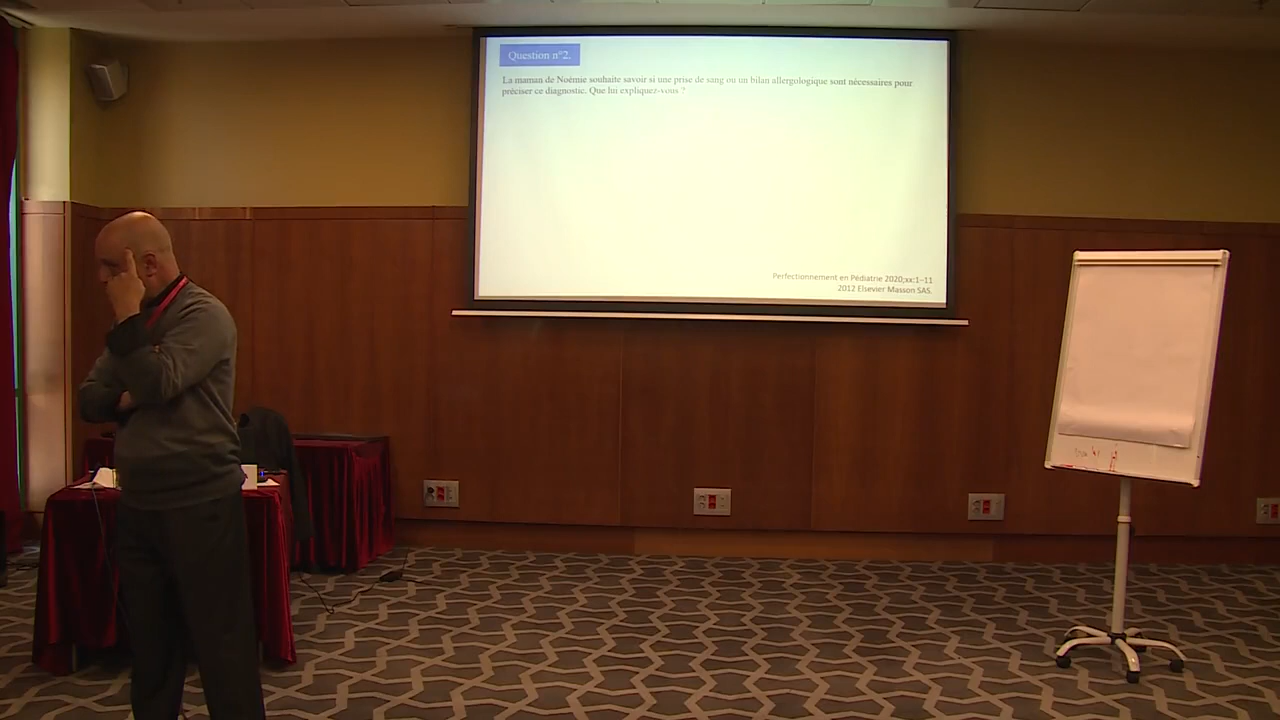 Question n°2.
La maman de Noémie souhaite savoir si une prise de sang ou un bilan allergologique sont nécessaires pour
préciser ce diagnostic. Que lui expliquez-vous ?
Perfectionnement en Pédiatrie 2020;xx:1–11
2012 Elsevier Masson SAS.